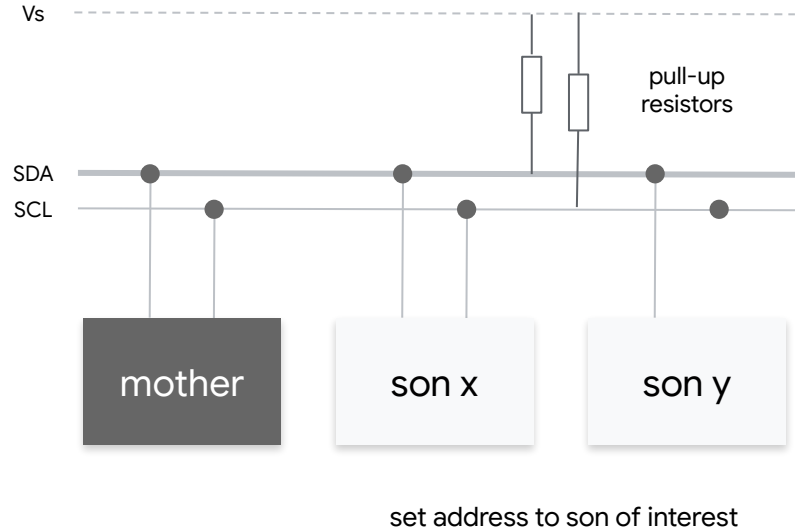 Vs
pull-up
resistors
SDA
SCL
mother
son x
son y
set address to son of interest